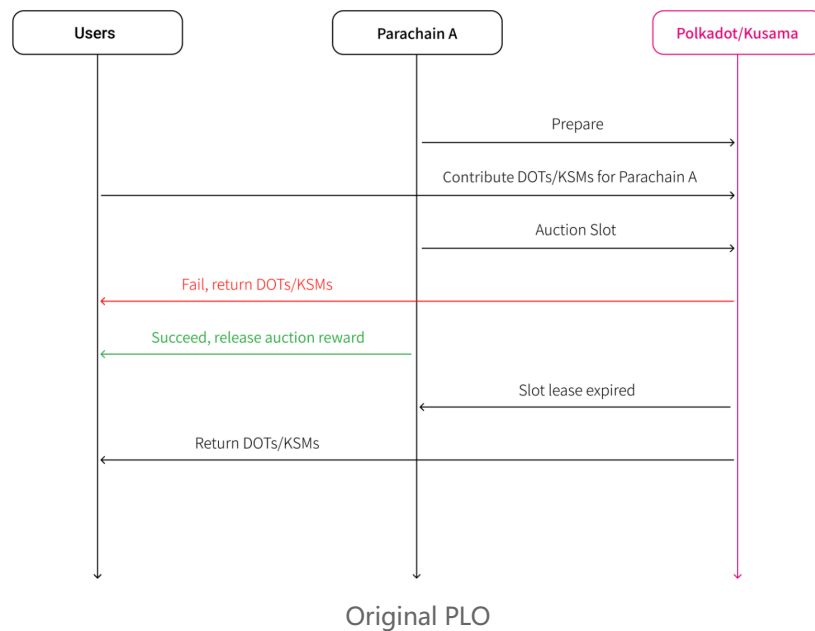 Users
Parachain A
Polkadot/Kusama
Prepare
Contribute DOTs/KSMs for Parachain A
Auction Slot
Fail, return DOTs/KSMs
Succeed, release auction reward
Slot lease expired
Return DOTs/KSMs
Original PLO